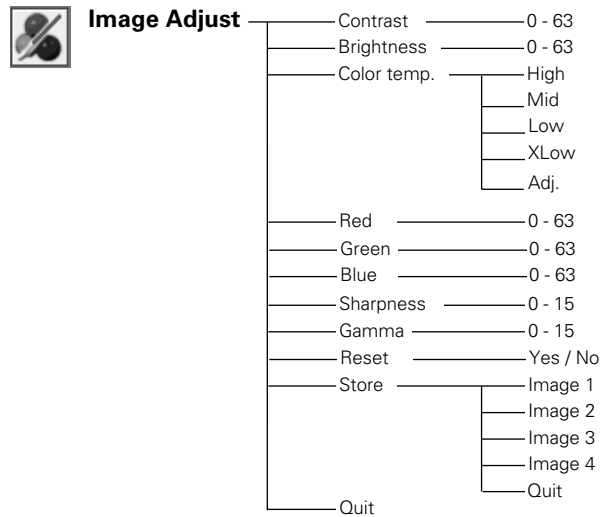 Image Adjust
Contrast 0 - 63
Brightness 0 - 63
Color temp. High
Mid
Low
XLow
Adj.
Red 0 - 63
Green 0 - 63
Blue 0 - 63
Sharpness 0 - 15
Gamma 0 - 15
Reset Yes / No
Store Image 1
Image 2
Image 3
Image 4
Quit
Quit